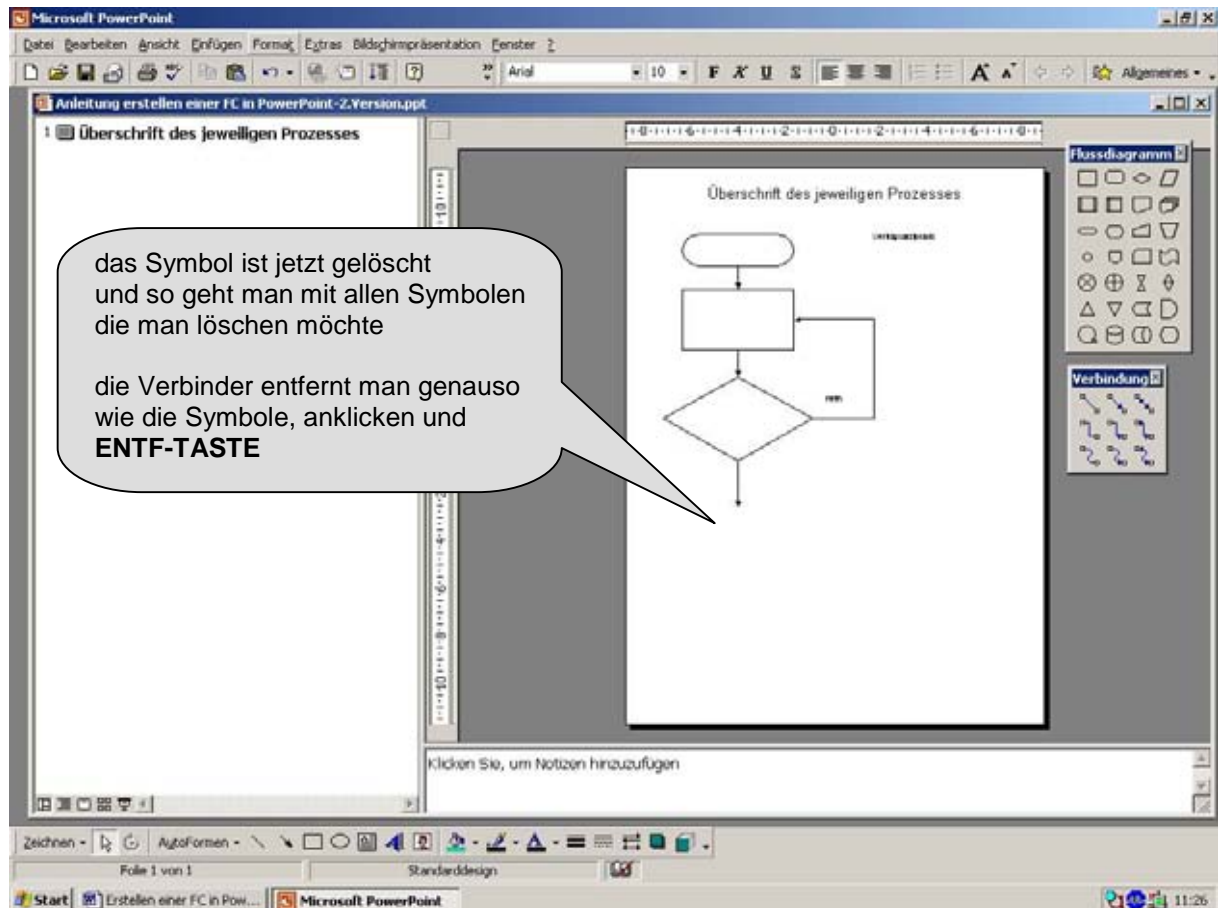 Microsoft PowerPoint
Datei Bearbeiten Ansicht Einfügen Format Extras Bildschirmpräsentation Fenster ?
Arial 10 F K U S A A Allgemeines
Anleitung erstellen einer FC in PowerPoint-2.Version.ppt
1 Überschrift des jeweiligen Prozesses
Flussdiagramm
Überschrift des jeweiligen Prozesses
das Symbol ist jetzt gelöscht
und so geht man mit allen Symbolen
die man löschen möchte
die Verbinder entfernt man genauso
wie die Symbole, anklicken und
ENTF-TASTE
Verbindung
Klicken Sie, um Notizen hinzuzufügen
Zeichnen AutoFormen
Folie 1 von 1
Standarddesign
Start
Erstellen einer FC in Pow...
Microsoft PowerPoint
11:26